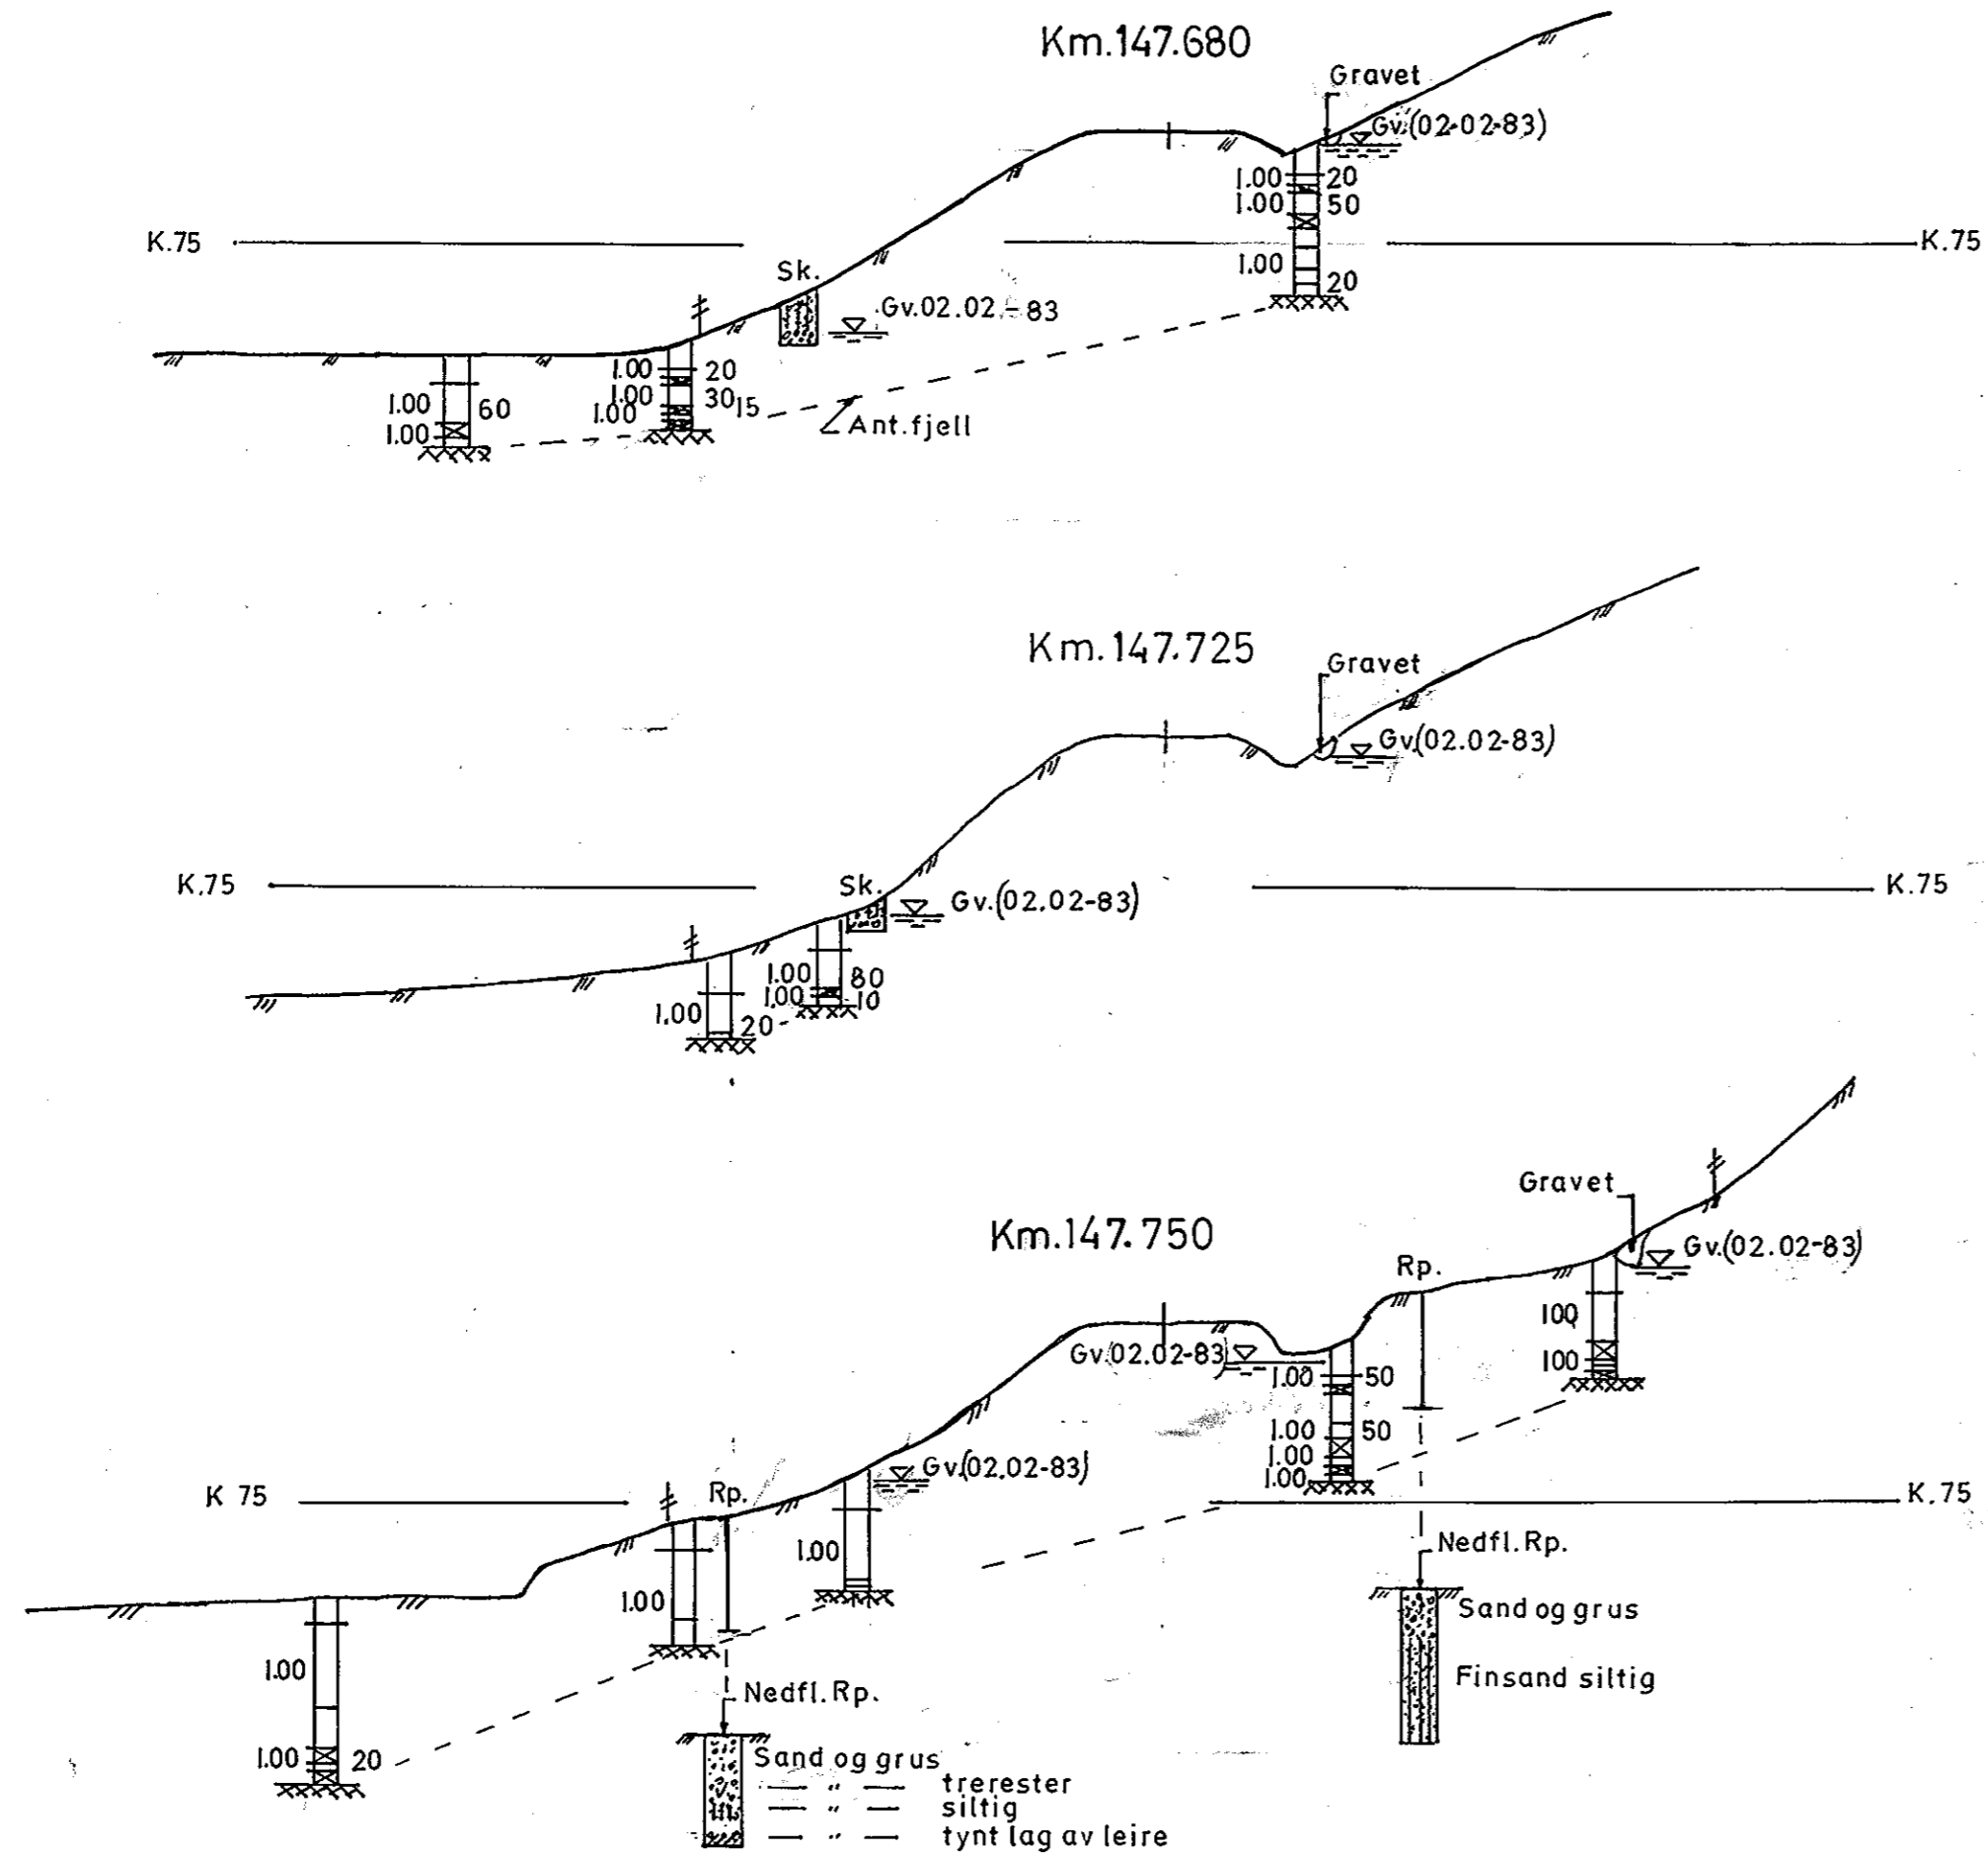 Km.147.680
Gravet
Gv.(02-02-83)
1.00 20
1.00 50
K.75 K.75
1.00
20
Sk.
Gv.02.02-83
1.00 20
1.00 30 15
1.00
1.00 60
1.00
Ant.fjell
Km.147.725
Gravet
Gv.(02.02-83)
K.75 K.75
Sk.
Gv.(02.02-83)
1.00 80
1.00 10
1.00 20
Km.147.750
Gravet
Gv.(02.02-83)
Rp.
100
100
Gv.(02.02-83)
1.00 50
1.00 50
1.00
1.00
Gv.(02.02-83)
K 75 K.75
Rp.
1.00
1.00
Nedfl.Rp.
Sand og grus
Finsand siltig
1.00
1.00 20
Nedfl.Rp.
Sand og grus
— " — trerester
— " — siltig
— " — tynt lag av leire